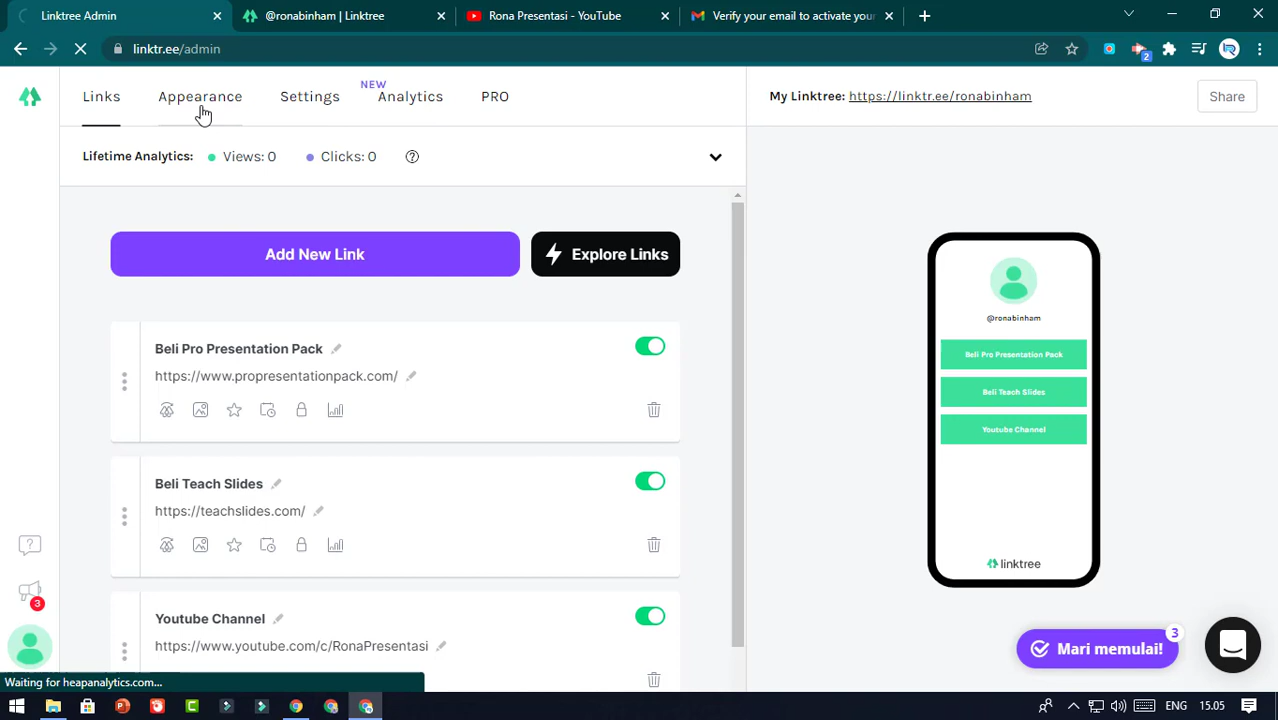 Linktree Admin
@ronabinham | Linktree
Rona Presentasi - YouTube
Verify your email to activate your
linktr.ee/admin
2
Links
Appearance
Settings
NEW
Analytics
PRO
My Linktree: https://linktr.ee/ronabinham
Share
Lifetime Analytics:
Views: 0
Clicks: 0
Add New Link
Explore Links
Beli Pro Presentation Pack
https://www.propresentationpack.com/
Beli Teach Slides
https://teachslides.com/
Youtube Channel
https://www.youtube.com/c/RonaPresentasi
@ronabinham
Beli Pro Presentation Pack
Beli Teach Slides
Youtube Channel
linktree
3
Mari memulai!
3
Waiting for heapanalytics.com...
ENG
15.05